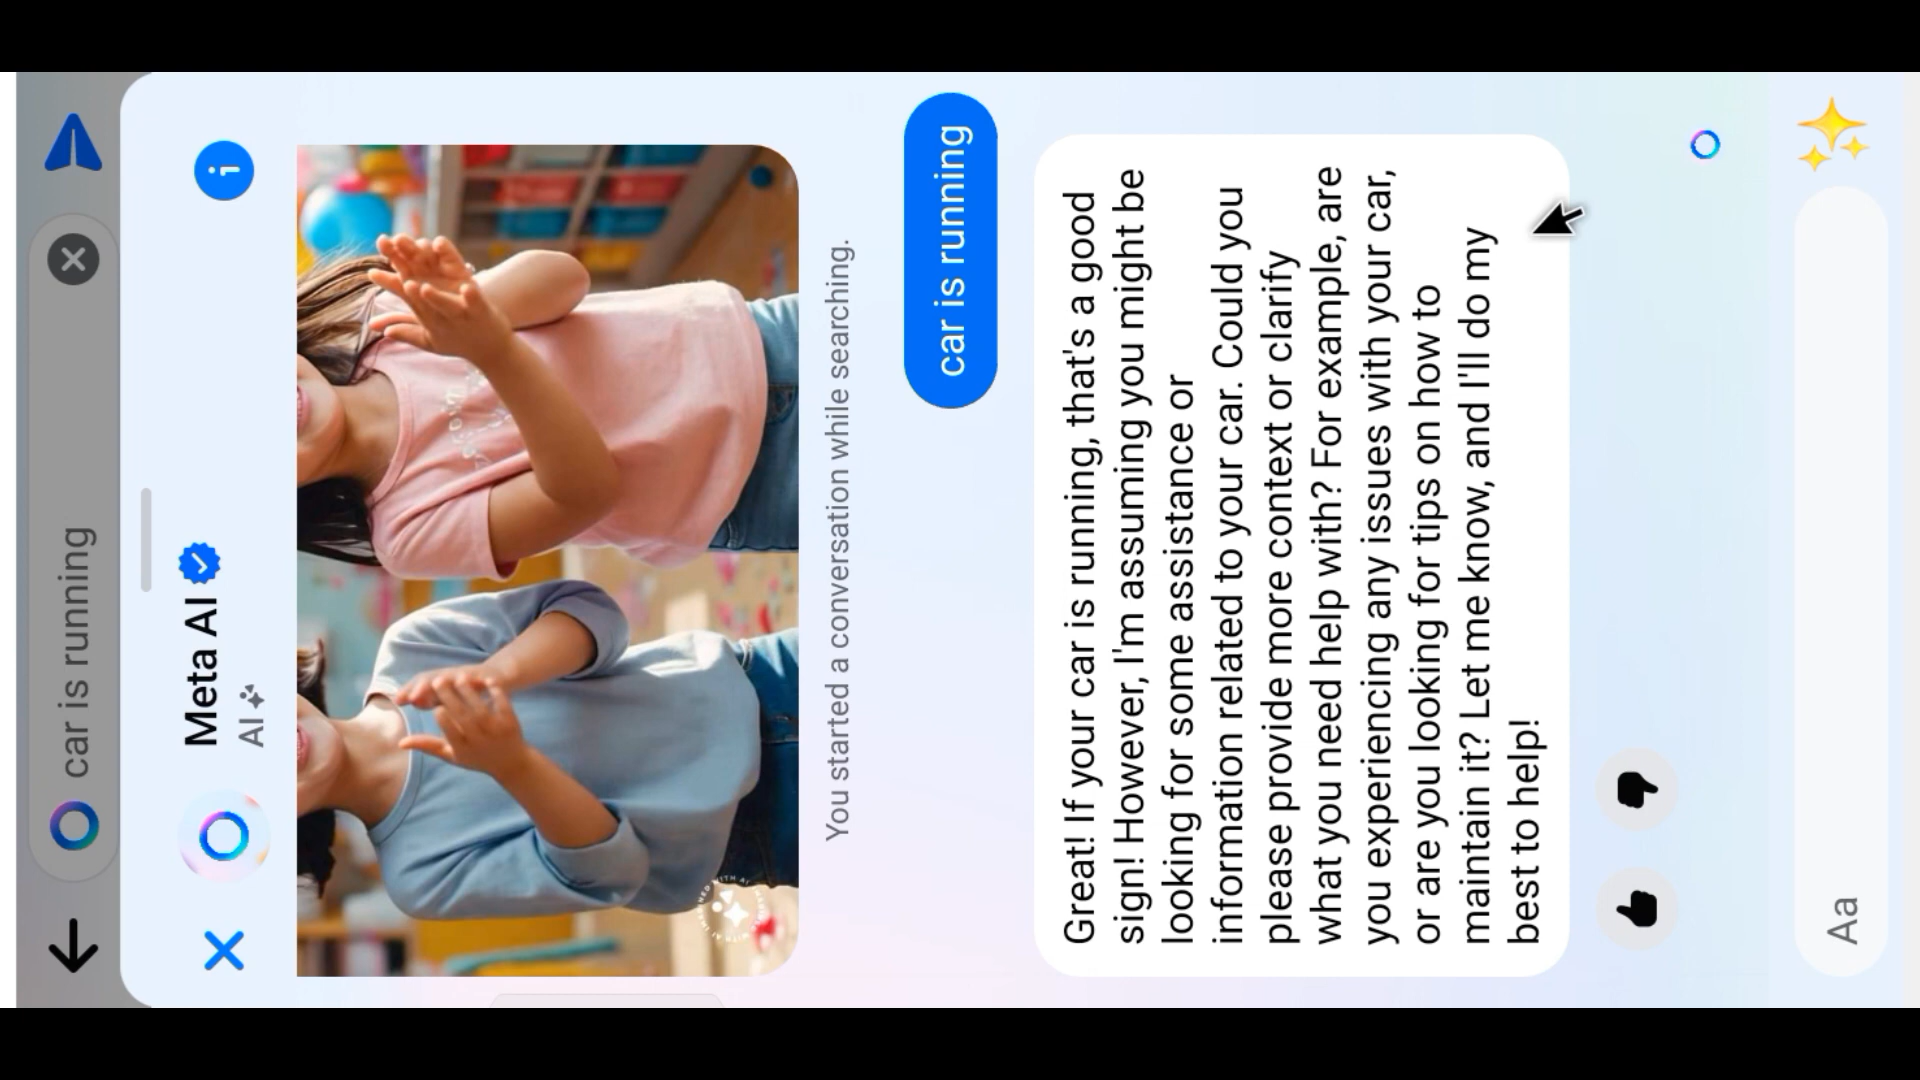 car is running
Meta AI
AI
You started a conversation while searching.
car is running
Great! If your car is running, that's a good
sign! However, I'm assuming you might be
looking for some assistance or
information related to your car. Could you
please provide more context or clarify
what you need help with? For example, are
you experiencing any issues with your car,
or are you looking for tips on how to
maintain it? Let me know, and I'll do my
best to help!
Aa